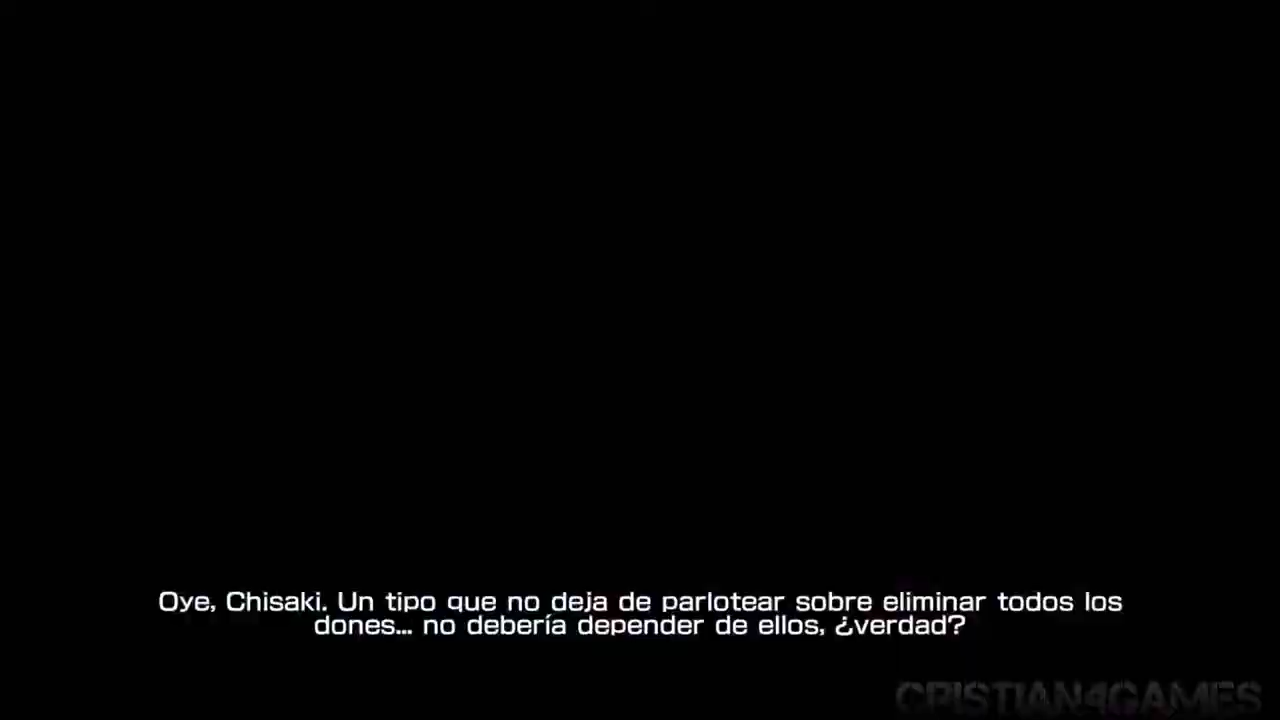 Oye, Chisaki. Un tipo que no deja de parlotear sobre eliminar todos los
dones... no debería depender de ellos, ¿verdad?
CRISTIAN4GAMES